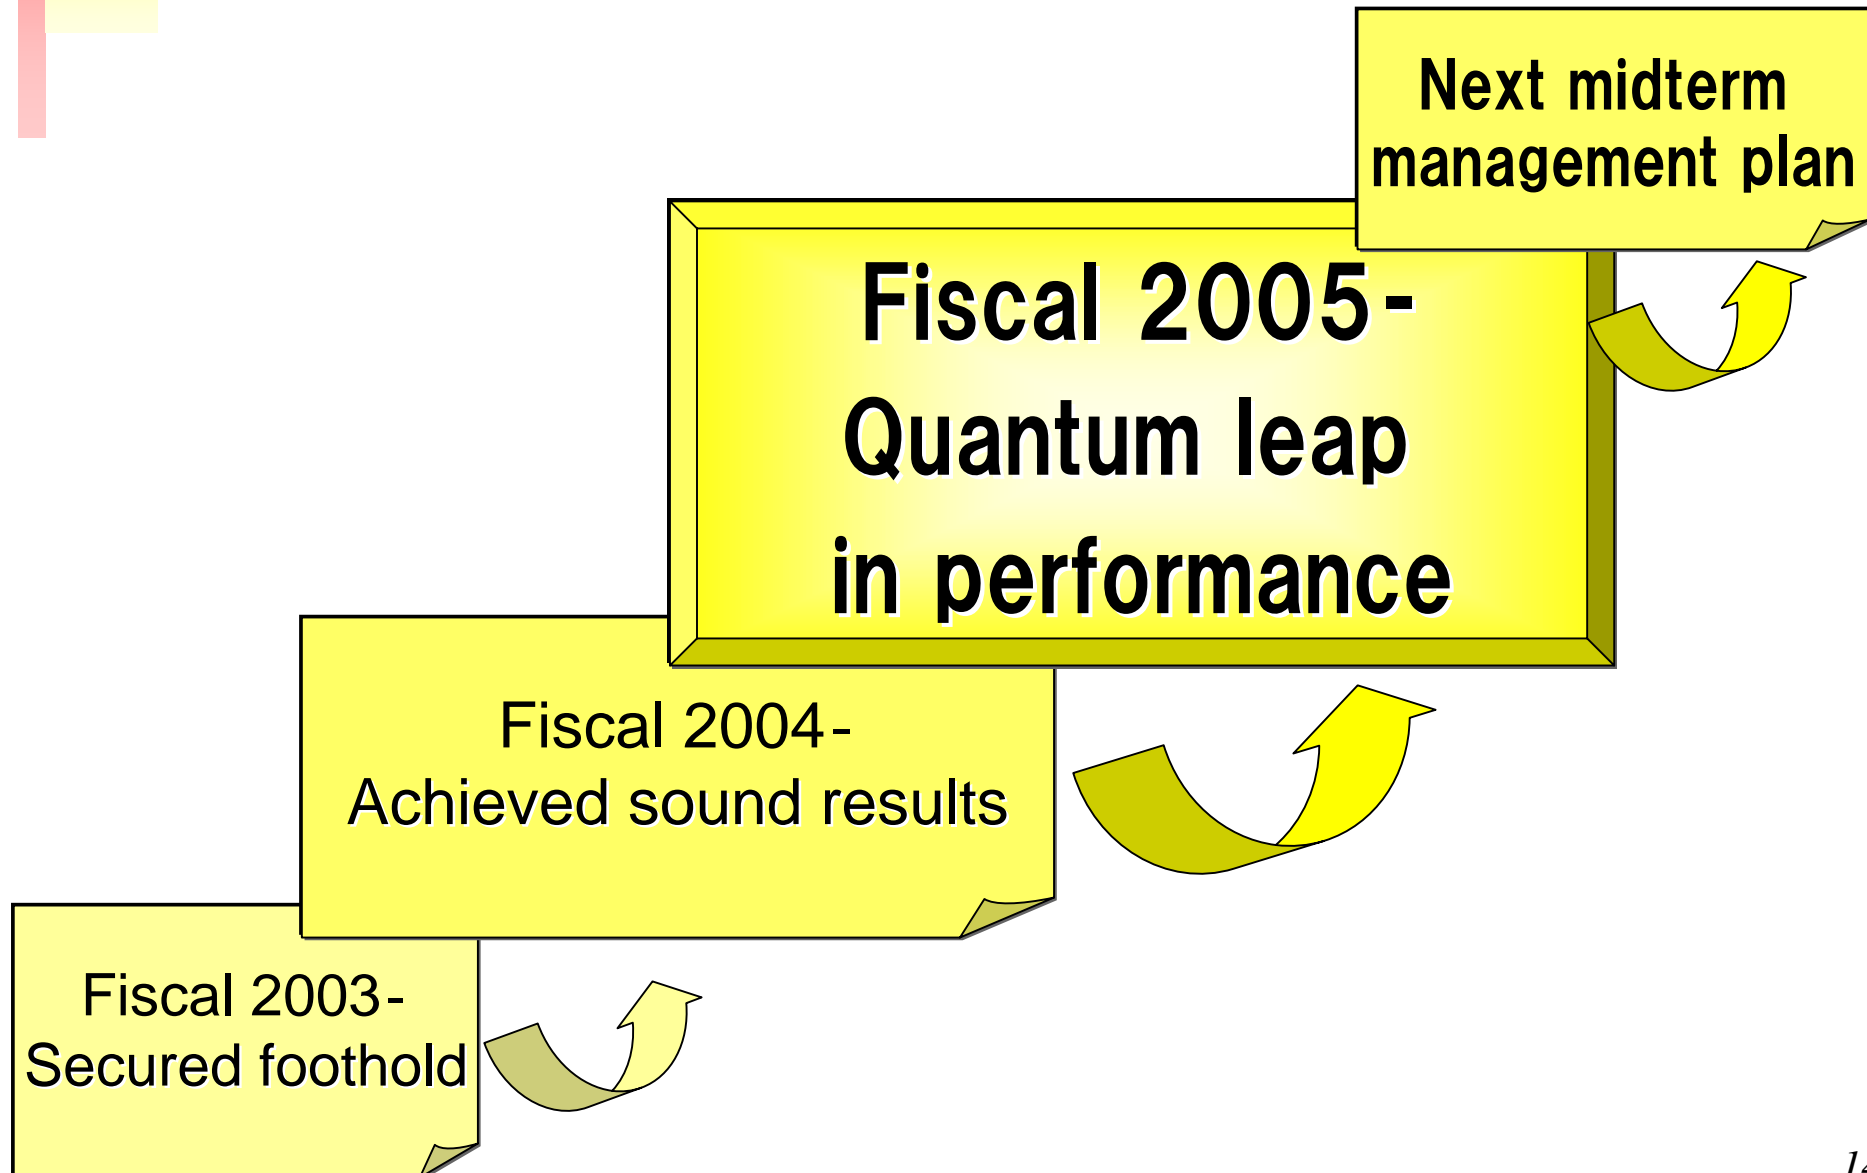 Next midterm
management plan
Fiscal 2005-
Quantum leap
in performance
Fiscal 2004-
Achieved sound results
Fiscal 2003-
Secured foothold